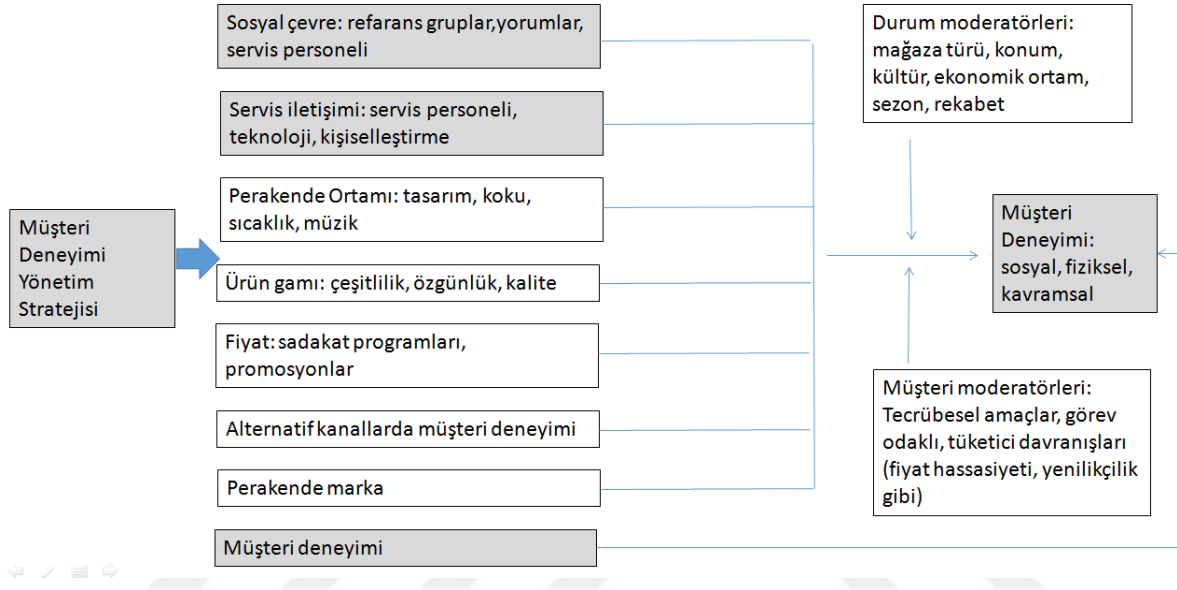 Sosyal çevre: refarans gruplar,yorumlar,
servis personeli
Servis iletişimi: servis personeli,
teknoloji, kişiselleştirme
Perakende Ortamı: tasarım, koku,
sıcaklık, müzik
Müşteri
Deneyimi
Yönetim
Stratejisi
Ürün gamı: çeşitlilik, özgünlük, kalite
Fiyat: sadakat programları,
promosyonlar
Alternatif kanallarda müşteri deneyimi
Perakende marka
Müşteri deneyimi
Durum moderatörleri:
mağaza türü, konum,
kültür, ekonomik ortam,
sezon, rekabet
Müşteri
Deneyimi:
sosyal, fiziksel,
kavramsal
Müşteri moderatörleri:
Tecrübesel amaçlar, görev
odaklı, tüketici davranışları
(fiyat hassasiyeti, yenilikçilik
gibi)